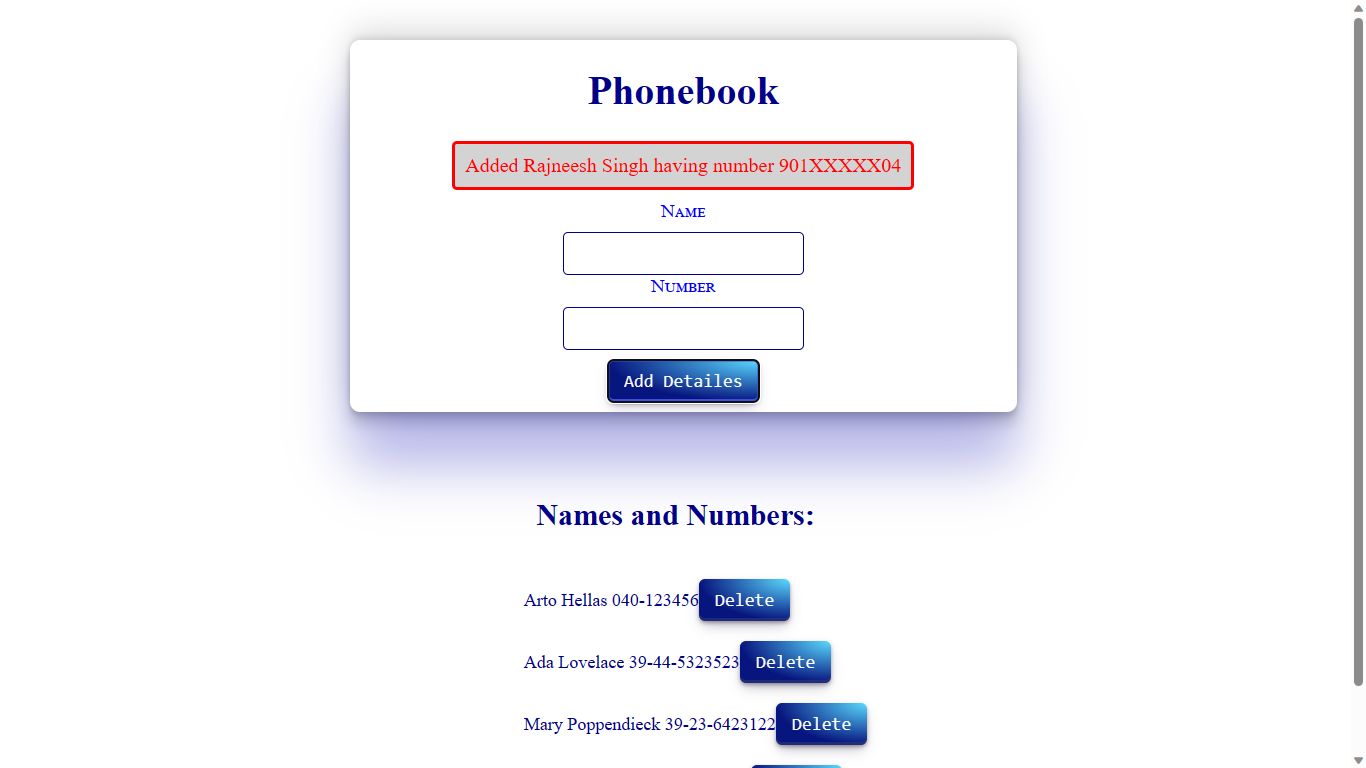 Phonebook
Added Rajneesh Singh having number 901XXXXX04
Name
Number
Add Detailes
Names and Numbers:
Arto Hellas 040-123456 Delete
Ada Lovelace 39-44-5323523 Delete
Mary Poppendieck 39-23-6423122 Delete